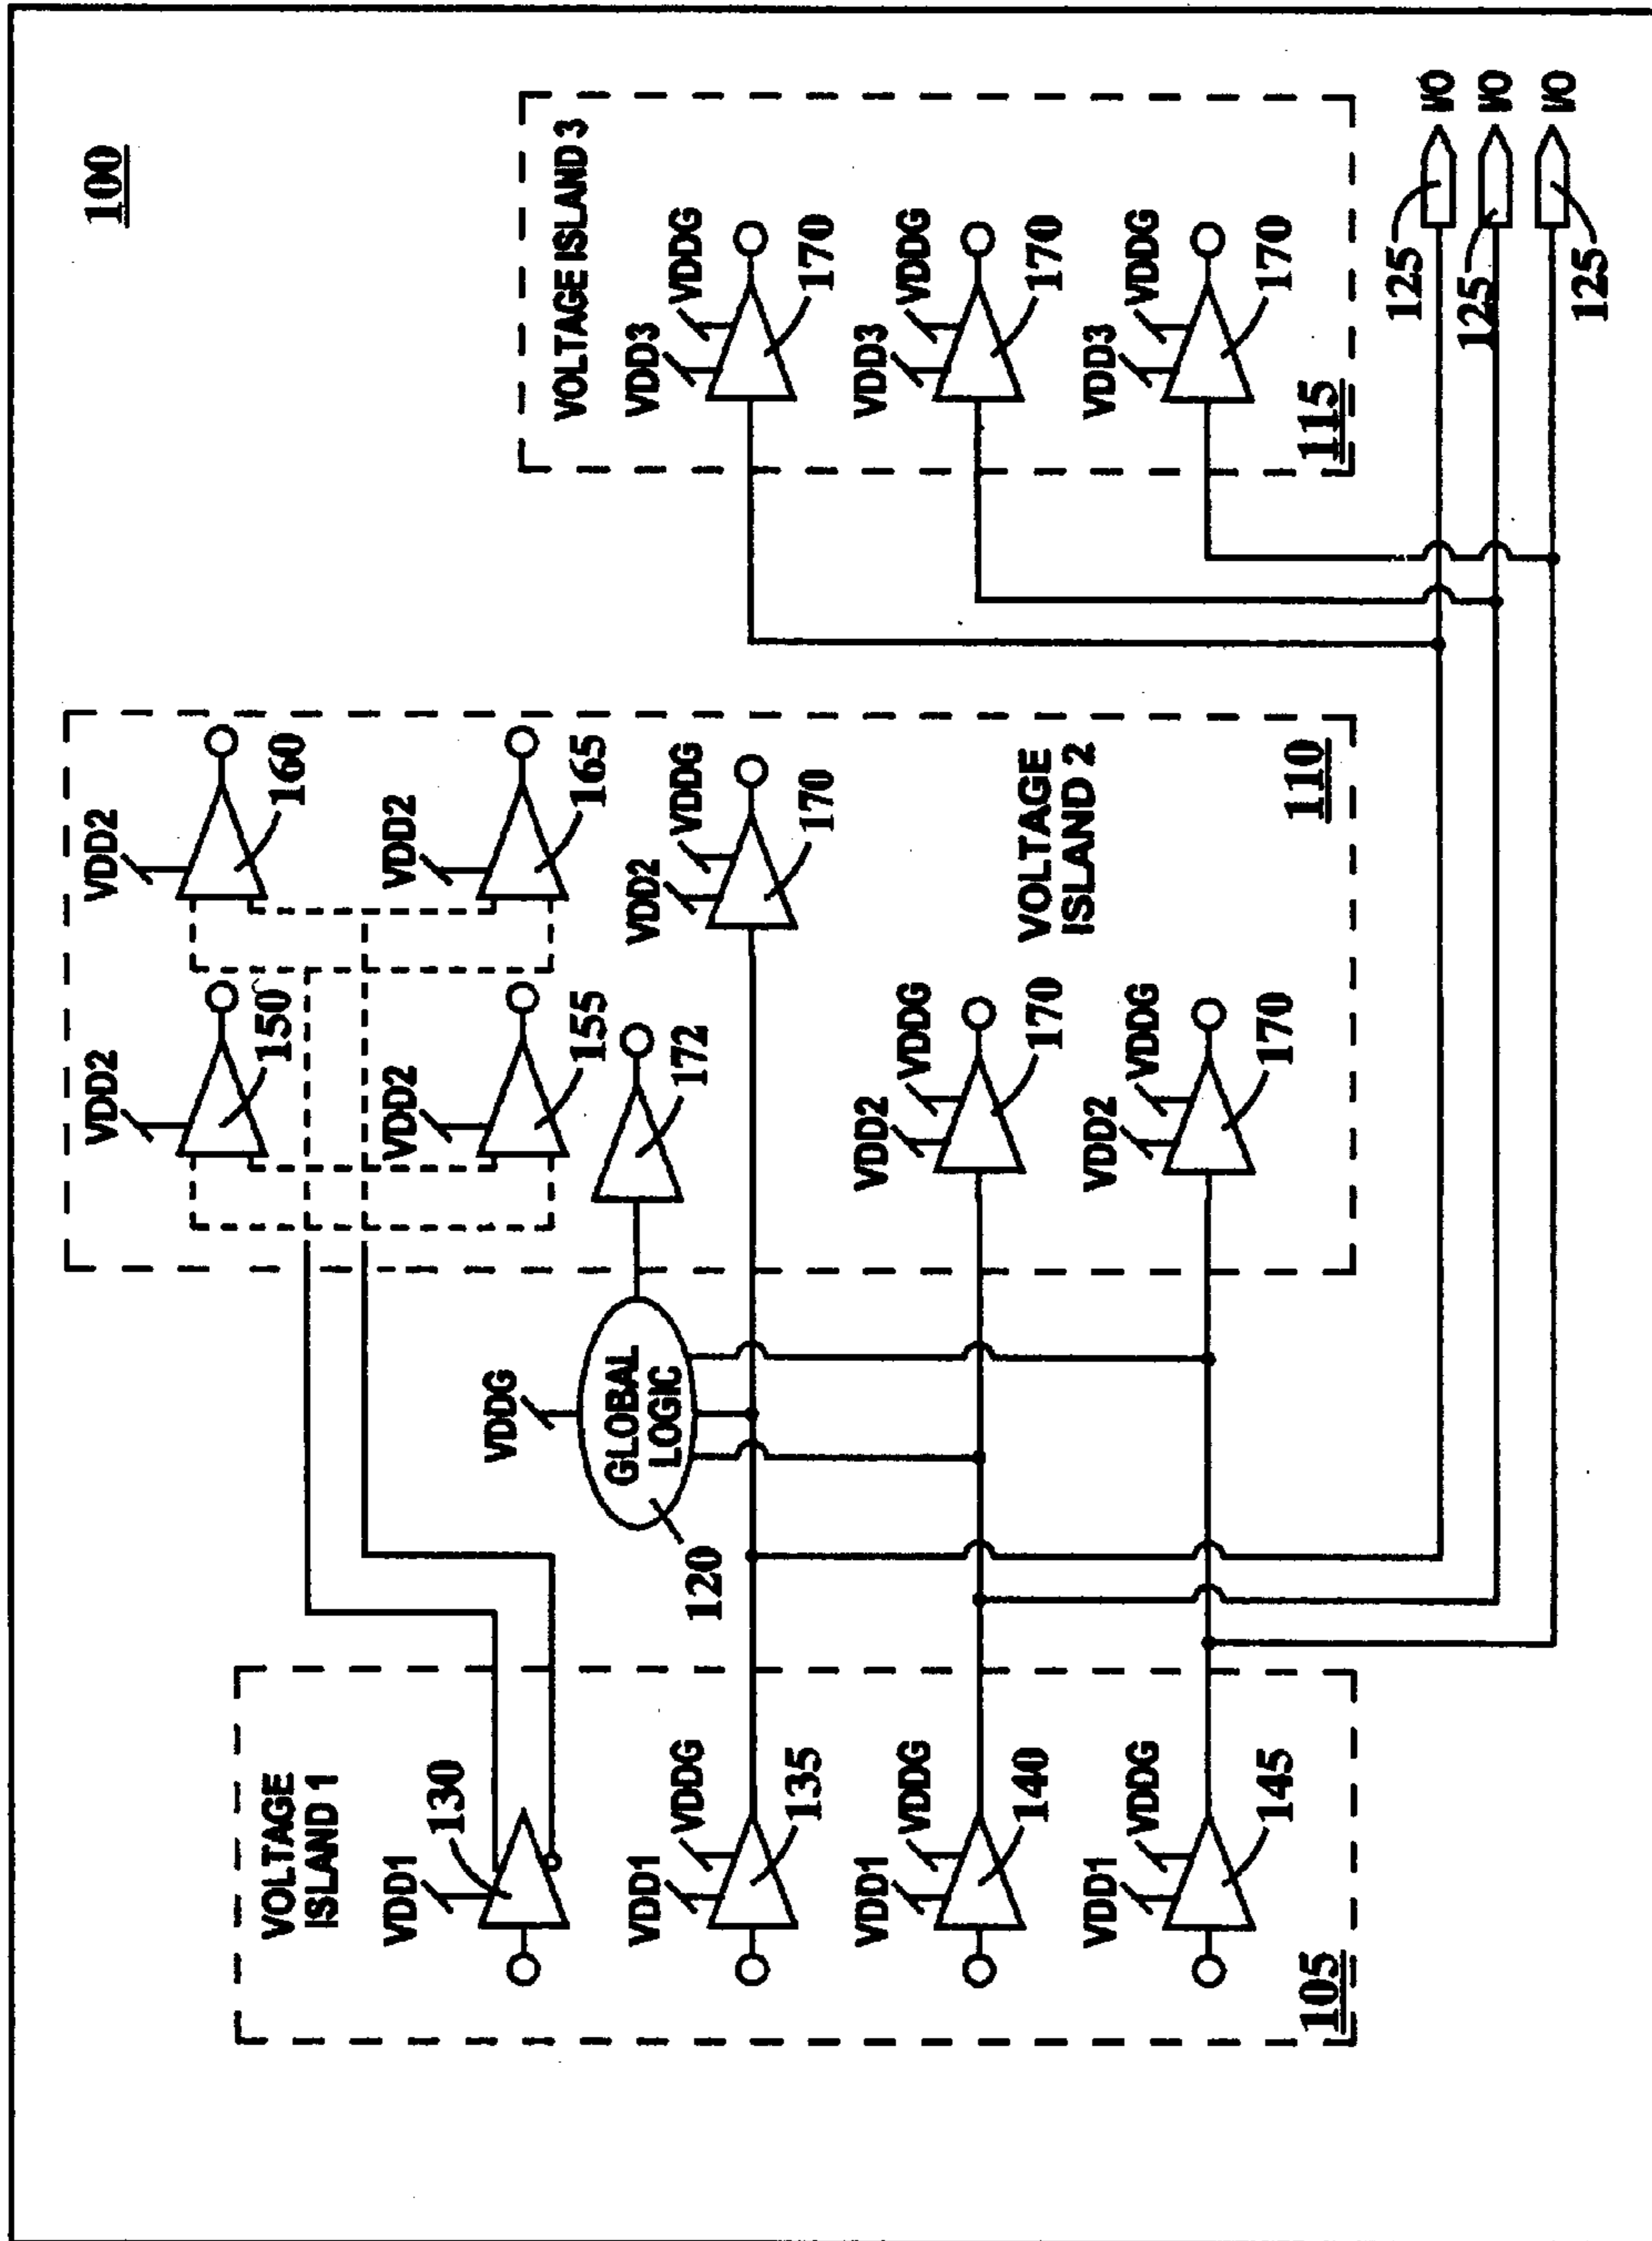 100
VOLTAGE
ISLAND 1
VDD1
130
VDD1
VDDG
135
VDD1
VDDG
140
VDD1
VDDG
145
105
VDDG
GLOBAL
LOGIC
120
VDD2
150
VDD2
160
VDD2
155
VDD2
165
172
VDD2
VDDG
170
VDD2
VDDG
170
VDD2
VDDG
170
VOLTAGE
ISLAND 2
110
VOLTAGE ISLAND 3
VDD3
VDDG
170
VDD3
VDDG
170
VDD3
VDDG
170
115
125
I/O
125
I/O
125
I/O